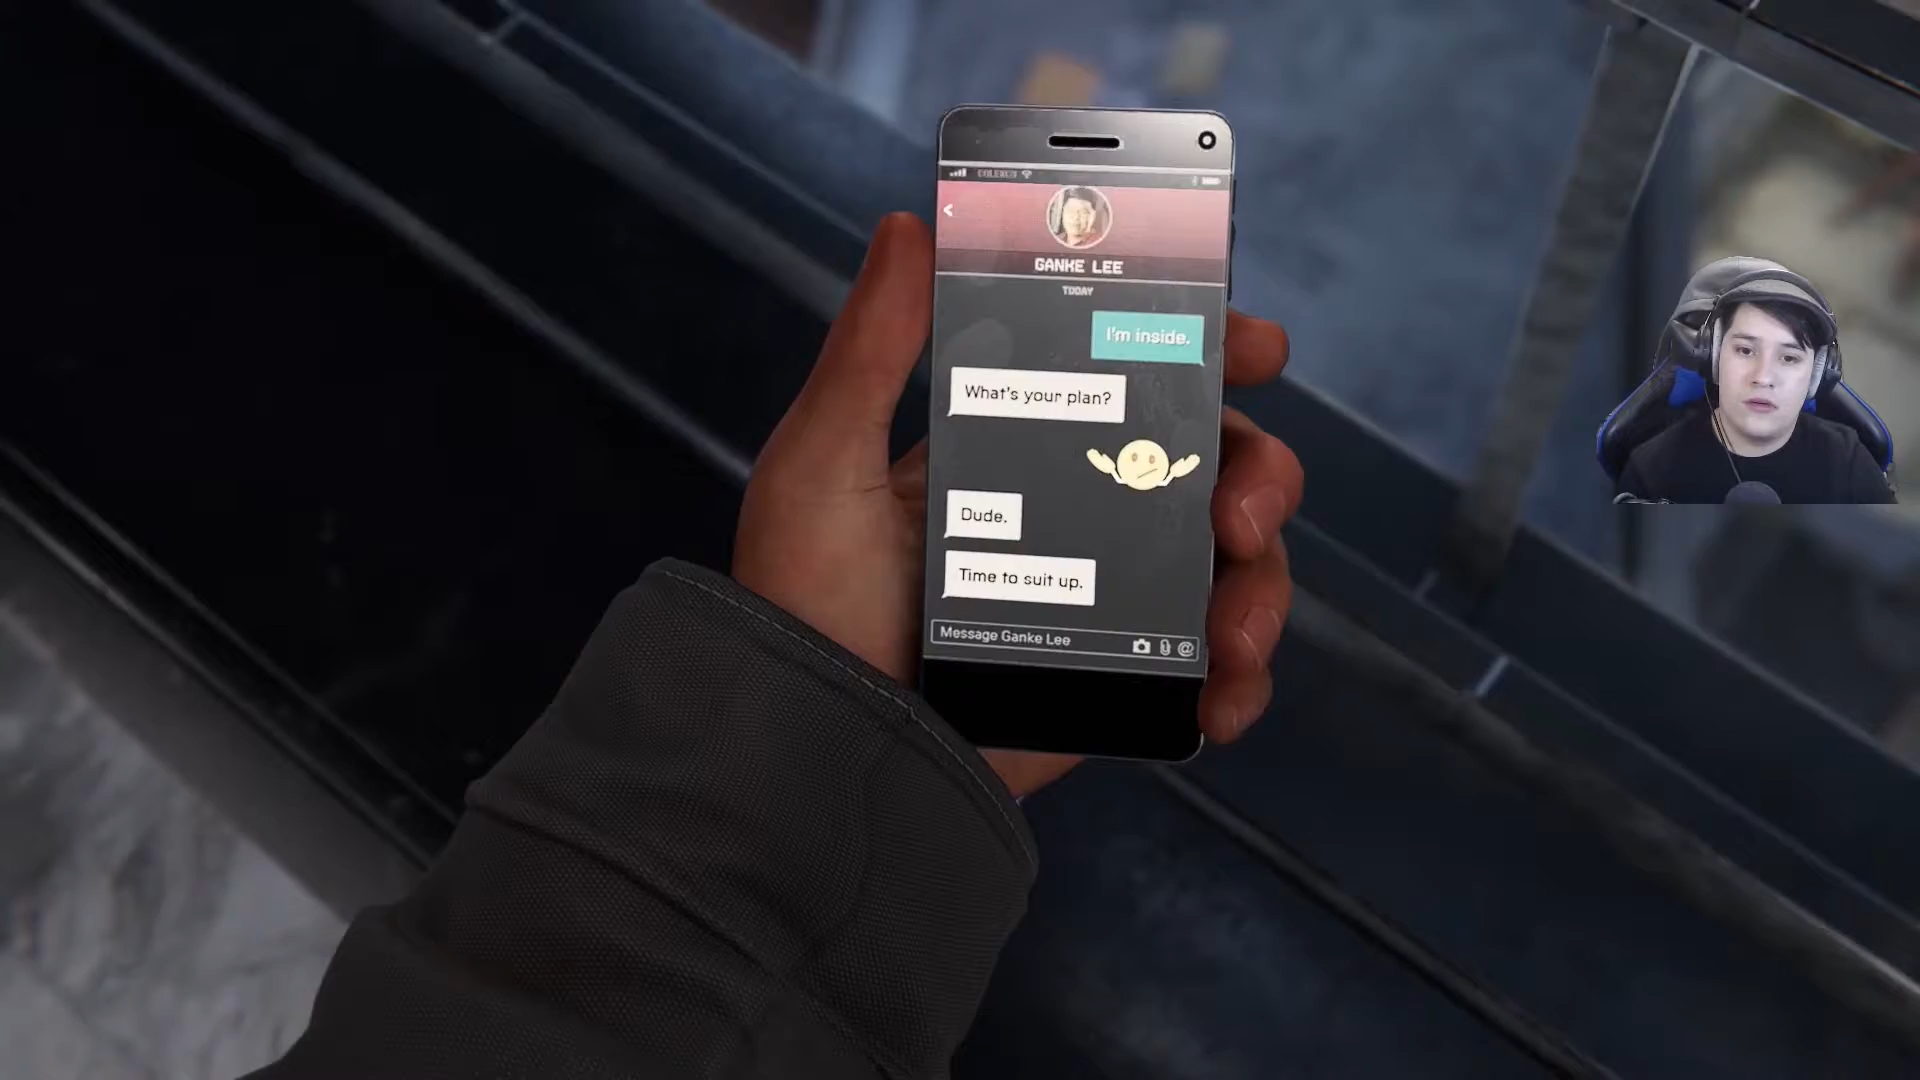 GANKE LEE
TODAY
I'm inside.
What's your plan?
Dude.
Time to suit up.
Message Ganke Lee